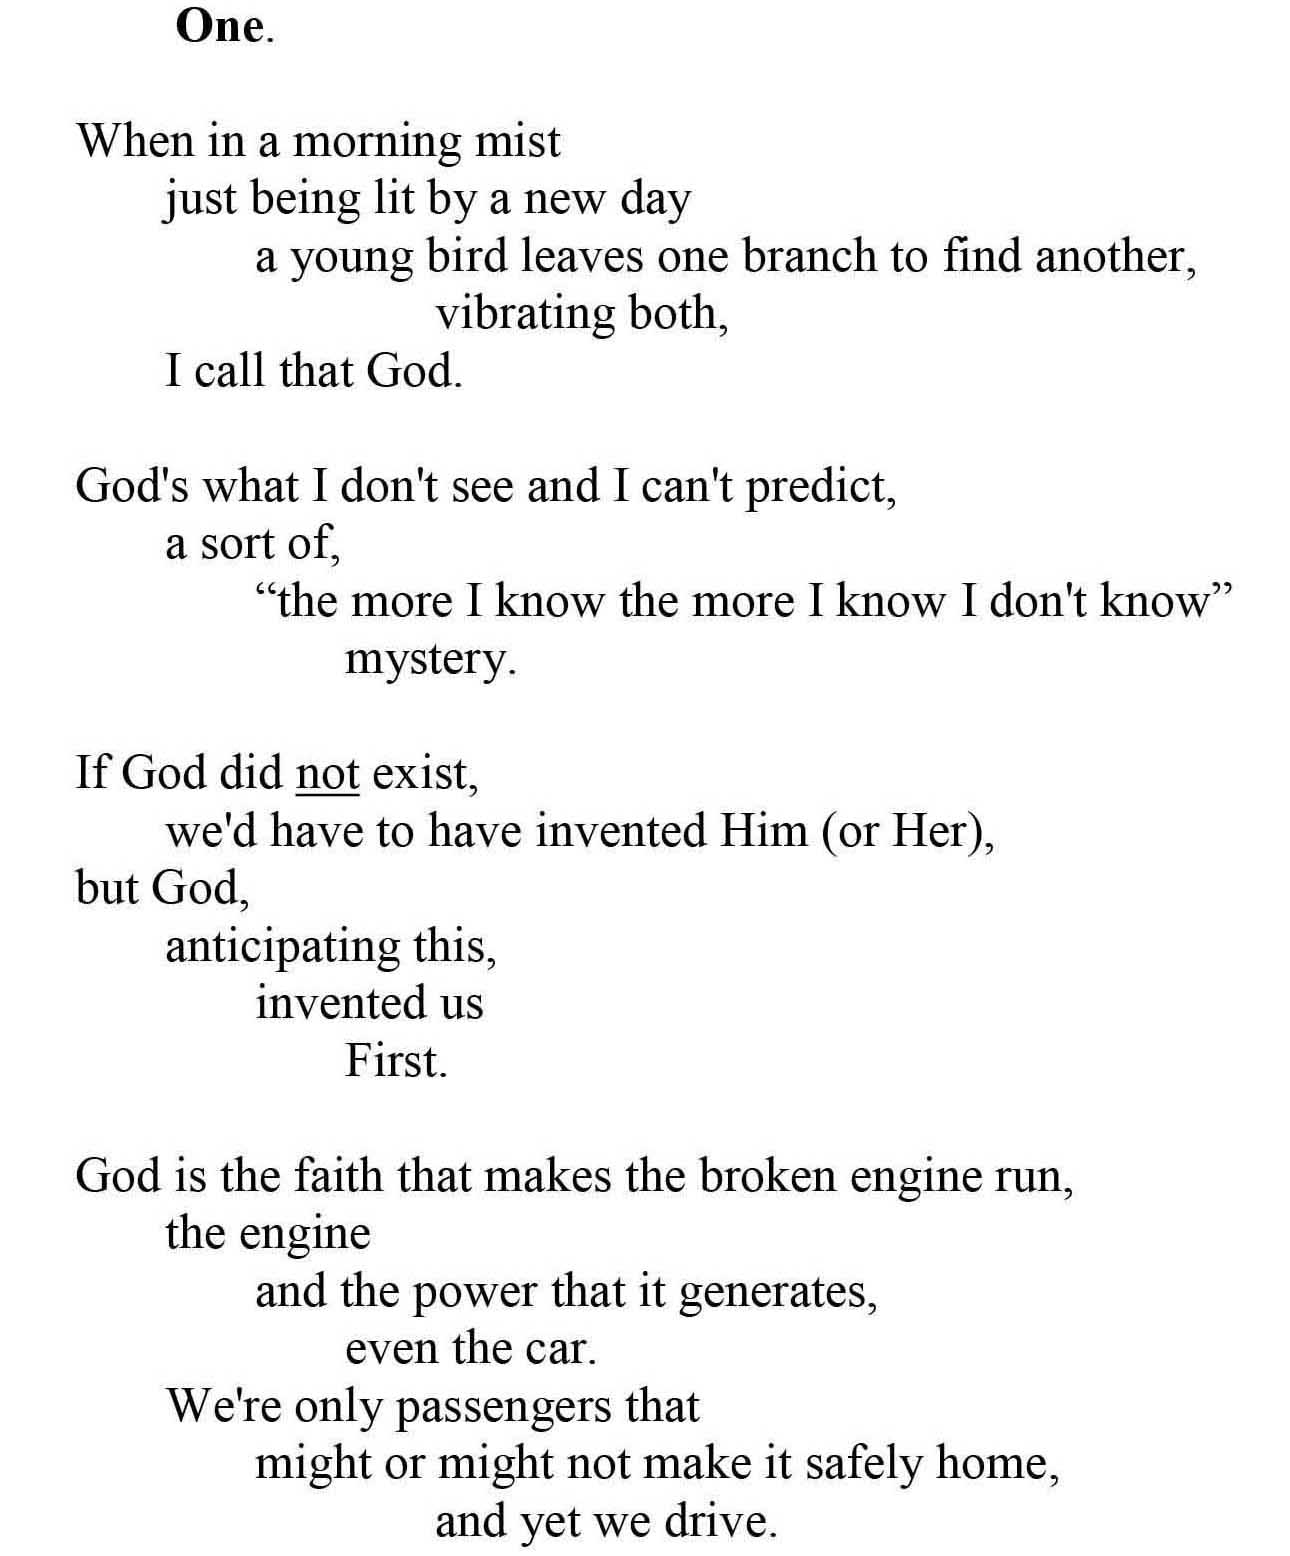 One.
When in a morning mist
just being lit by a new day
a young bird leaves one branch to find another,
vibrating both,
I call that God.
God's what I don't see and I can't predict,
a sort of,
“the more I know the more I know I don't know”
mystery.
If God did not exist,
we'd have to have invented Him (or Her),
but God,
anticipating this,
invented us
First.
God is the faith that makes the broken engine run,
the engine
and the power that it generates,
even the car.
We're only passengers that
might or might not make it safely home,
and yet we drive.